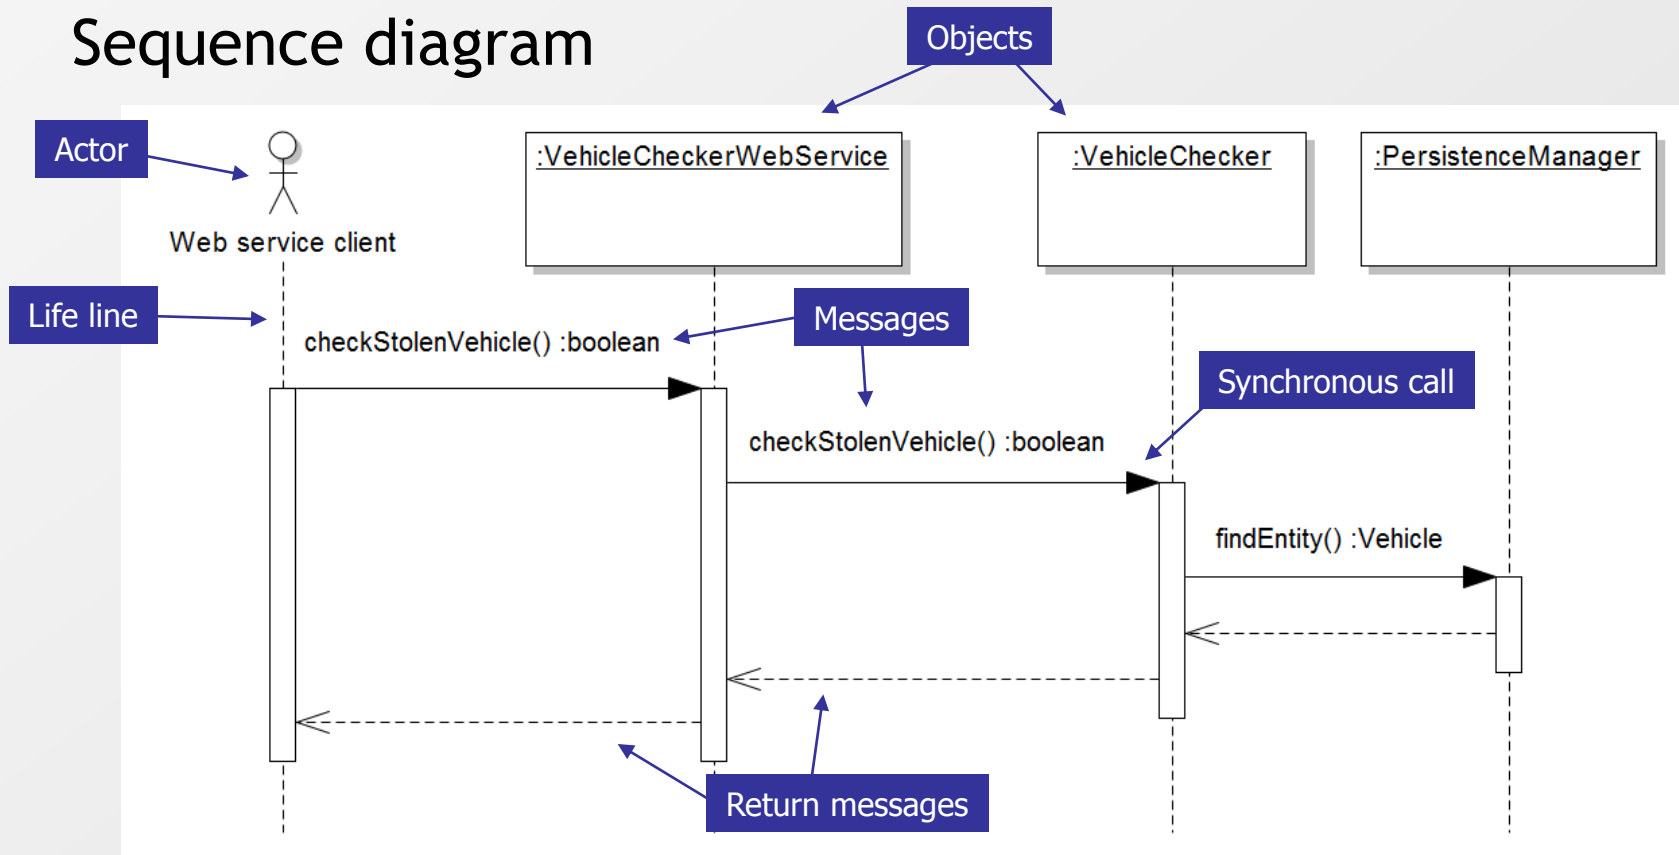 Sequence diagram
Objects
Actor
:VehicleCheckerWebService
:VehicleChecker
:PersistenceManager
Web service client
Life line
Messages
checkStolenVehicle() :boolean
Synchronous call
checkStolenVehicle() :boolean
findEntity() :Vehicle
Return messages